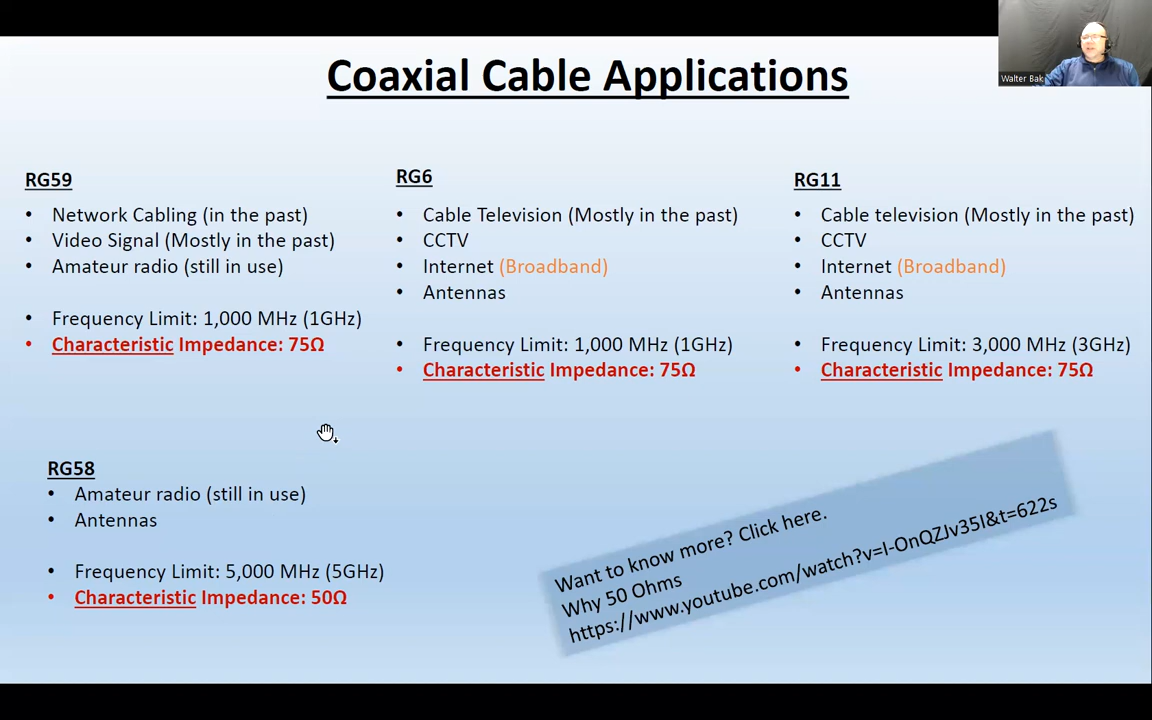 Coaxial Cable Applications
Walter Bak
RG59
• Network Cabling (in the past)
• Video Signal (Mostly in the past)
• Amateur radio (still in use)
• Frequency Limit: 1,000 MHz (1GHz)
• Characteristic Impedance: 75Ω
RG6
• Cable Television (Mostly in the past)
• CCTV
• Internet (Broadband)
• Antennas
• Frequency Limit: 1,000 MHz (1GHz)
• Characteristic Impedance: 75Ω
RG11
• Cable television (Mostly in the past)
• CCTV
• Internet (Broadband)
• Antennas
• Frequency Limit: 3,000 MHz (3GHz)
• Characteristic Impedance: 75Ω
RG58
• Amateur radio (still in use)
• Antennas
• Frequency Limit: 5,000 MHz (5GHz)
• Characteristic Impedance: 50Ω
Want to know more? Click here.
Why 50 Ohms
https://www.youtube.com/watch?v=I-OnQZJv35I&t=622s